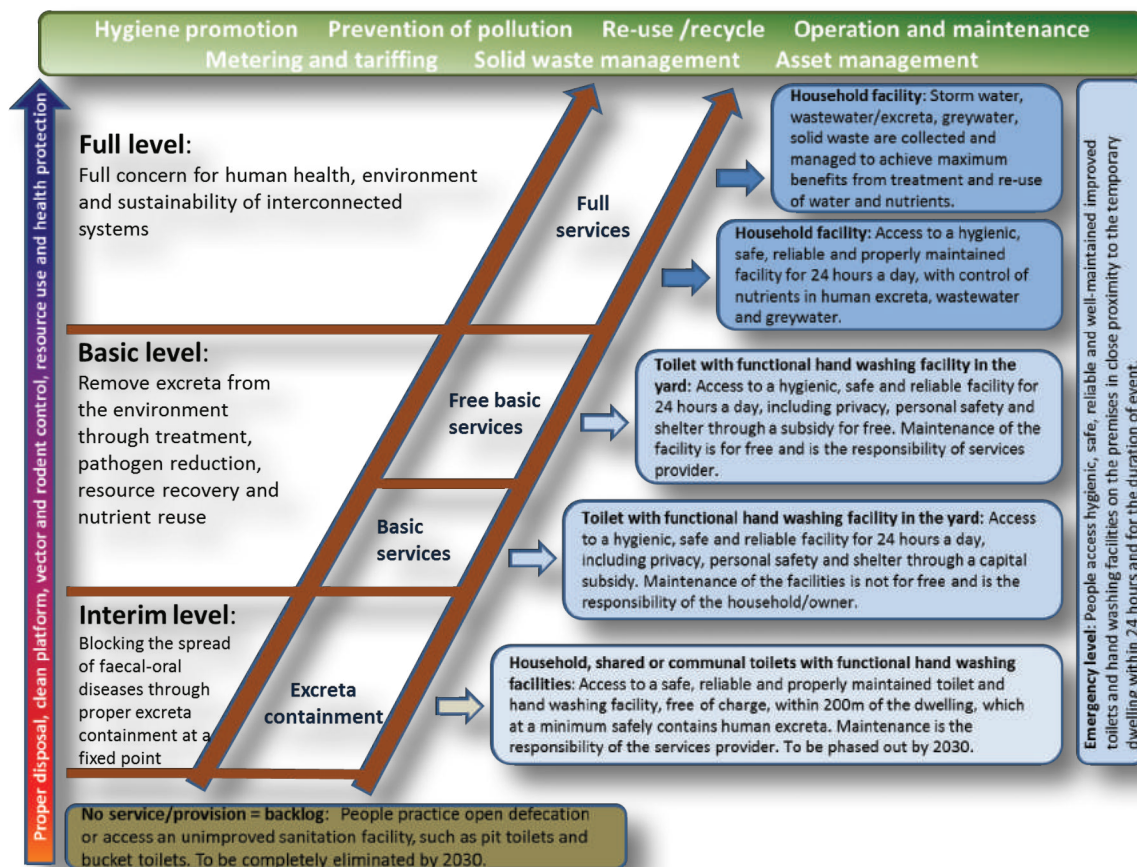 Hygiene promotion Prevention of pollution Re-use /recycle Operation and maintenance
Metering and tariffing Solid waste management Asset management
Proper disposal, clean platform, vector and rodent control, resource use and health protection
Full level:
Full concern for human health, environment
and sustainability of interconnected
systems
Full
services
Household facility: Storm water,
wastewater/excreta, greywater,
solid waste are collected and
managed to achieve maximum
benefits from treatment and re-use
of water and nutrients.
Household facility: Access to a hygienic,
safe, reliable and properly maintained
facility for 24 hours a day, with control of
nutrients in human excreta, wastewater
and greywater.
Basic level:
Remove excreta from
the environment
through treatment,
pathogen reduction,
resource recovery and
nutrient reuse
Free basic
services
Toilet with functional hand washing facility in the
yard: Access to a hygienic, safe and reliable facility for
24 hours a day, including privacy, personal safety and
shelter through a subsidy for free. Maintenance of the
facility is for free and is the responsibility of services
provider.
Basic
services
Toilet with functional hand washing facility in the yard: Access
to a hygienic, safe and reliable facility for 24 hours a day,
including privacy, personal safety and shelter through a capital
subsidy. Maintenance of the facilities is not for free and is the
responsibility of the household/owner.
Interim level:
Blocking the spread
of faecal-oral
diseases through
proper excreta
containment at a
fixed point
Excreta
containment
Household, shared or communal toilets with functional hand washing
facilities: Access to a safe, reliable and properly maintained toilet and
hand washing facility, free of charge, within 200m of the dwelling, which
at a minimum safely contains human excreta. Maintenance is the
responsibility of the services provider. To be phased out by 2030.
Emergency level: People access hygienic, safe, reliable and well-maintained improved
toilets and hand washing facilities on the premises in close proximity to the temporary
dwelling within 24 hours and for the duration of event.
No service/provision = backlog: People practice open defecation
or access an unimproved sanitation facility, such as pit toilets and
bucket toilets. To be completely eliminated by 2030.